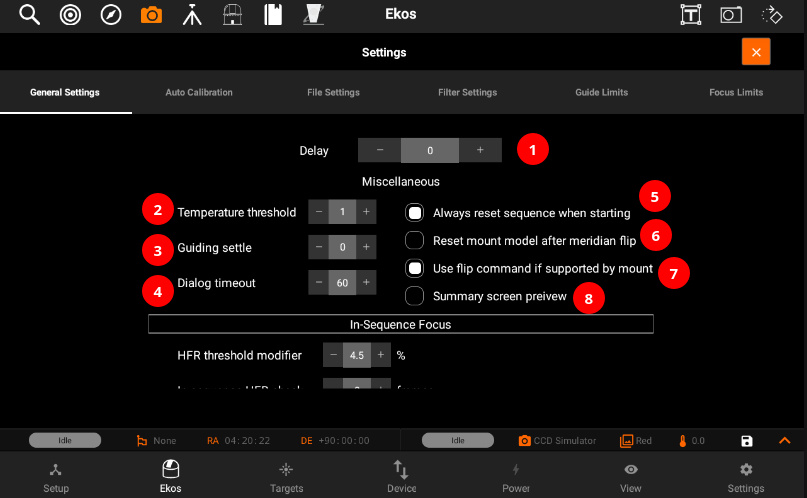 Ekos
Settings
General Settings Auto Calibration File Settings Filter Settings Guide Limits Focus Limits
Delay − 0 + 1
Miscellaneous
2 Temperature threshold − 1 + Always reset sequence when starting 5
3 Guiding settle − 0 + Reset mount model after meridian flip 6
4 Dialog timeout − 60 + Use flip command if supported by mount 7
Summary screen preivew 8
In-Sequence Focus
HFR threshold modifier − 4.5 + %
Idle None RA 04:20:22 DE +90:00:00 Idle CCD Simulator Red 0.0
Setup Ekos Targets Device Power View Settings